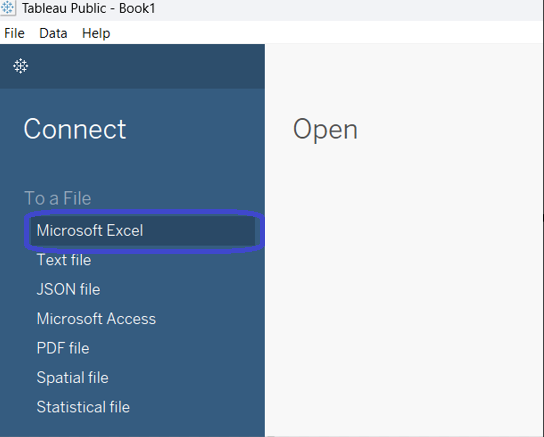 Tableau Public - Book1
File Data Help
Connect
Open
To a File
Microsoft Excel
Text file
JSON file
Microsoft Access
PDF file
Spatial file
Statistical file